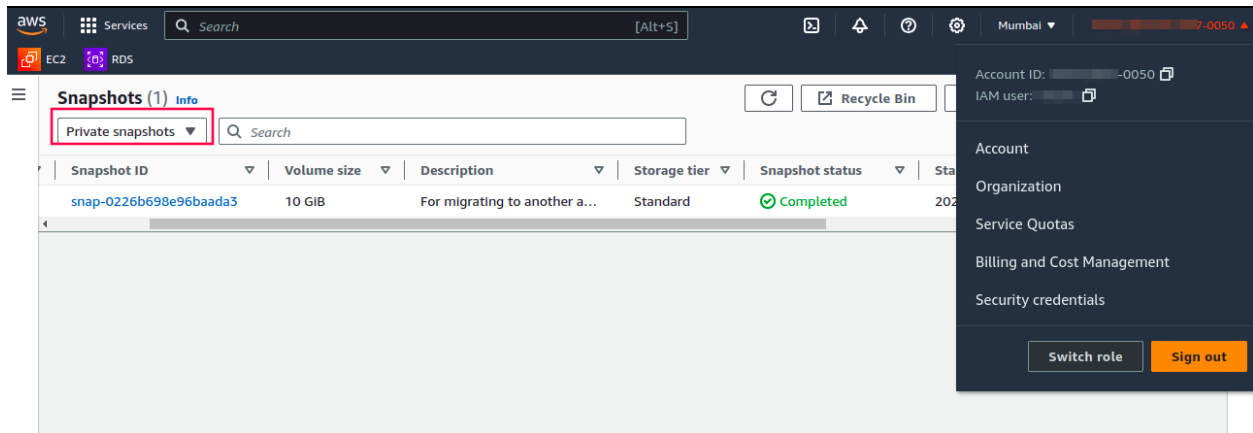 aws Services Search [Alt+S] Mumbai 7-0050
EC2 RDS
Account ID: -0050
IAM user:
Snapshots (1) Info Recycle Bin
Private snapshots Search
Account
Snapshot ID Volume size Description Storage tier Snapshot status Sta
Organization
snap-0226b698e96baada3 10 GiB For migrating to another a... Standard Completed 202
Service Quotas
Billing and Cost Management
Security credentials
Switch role Sign out